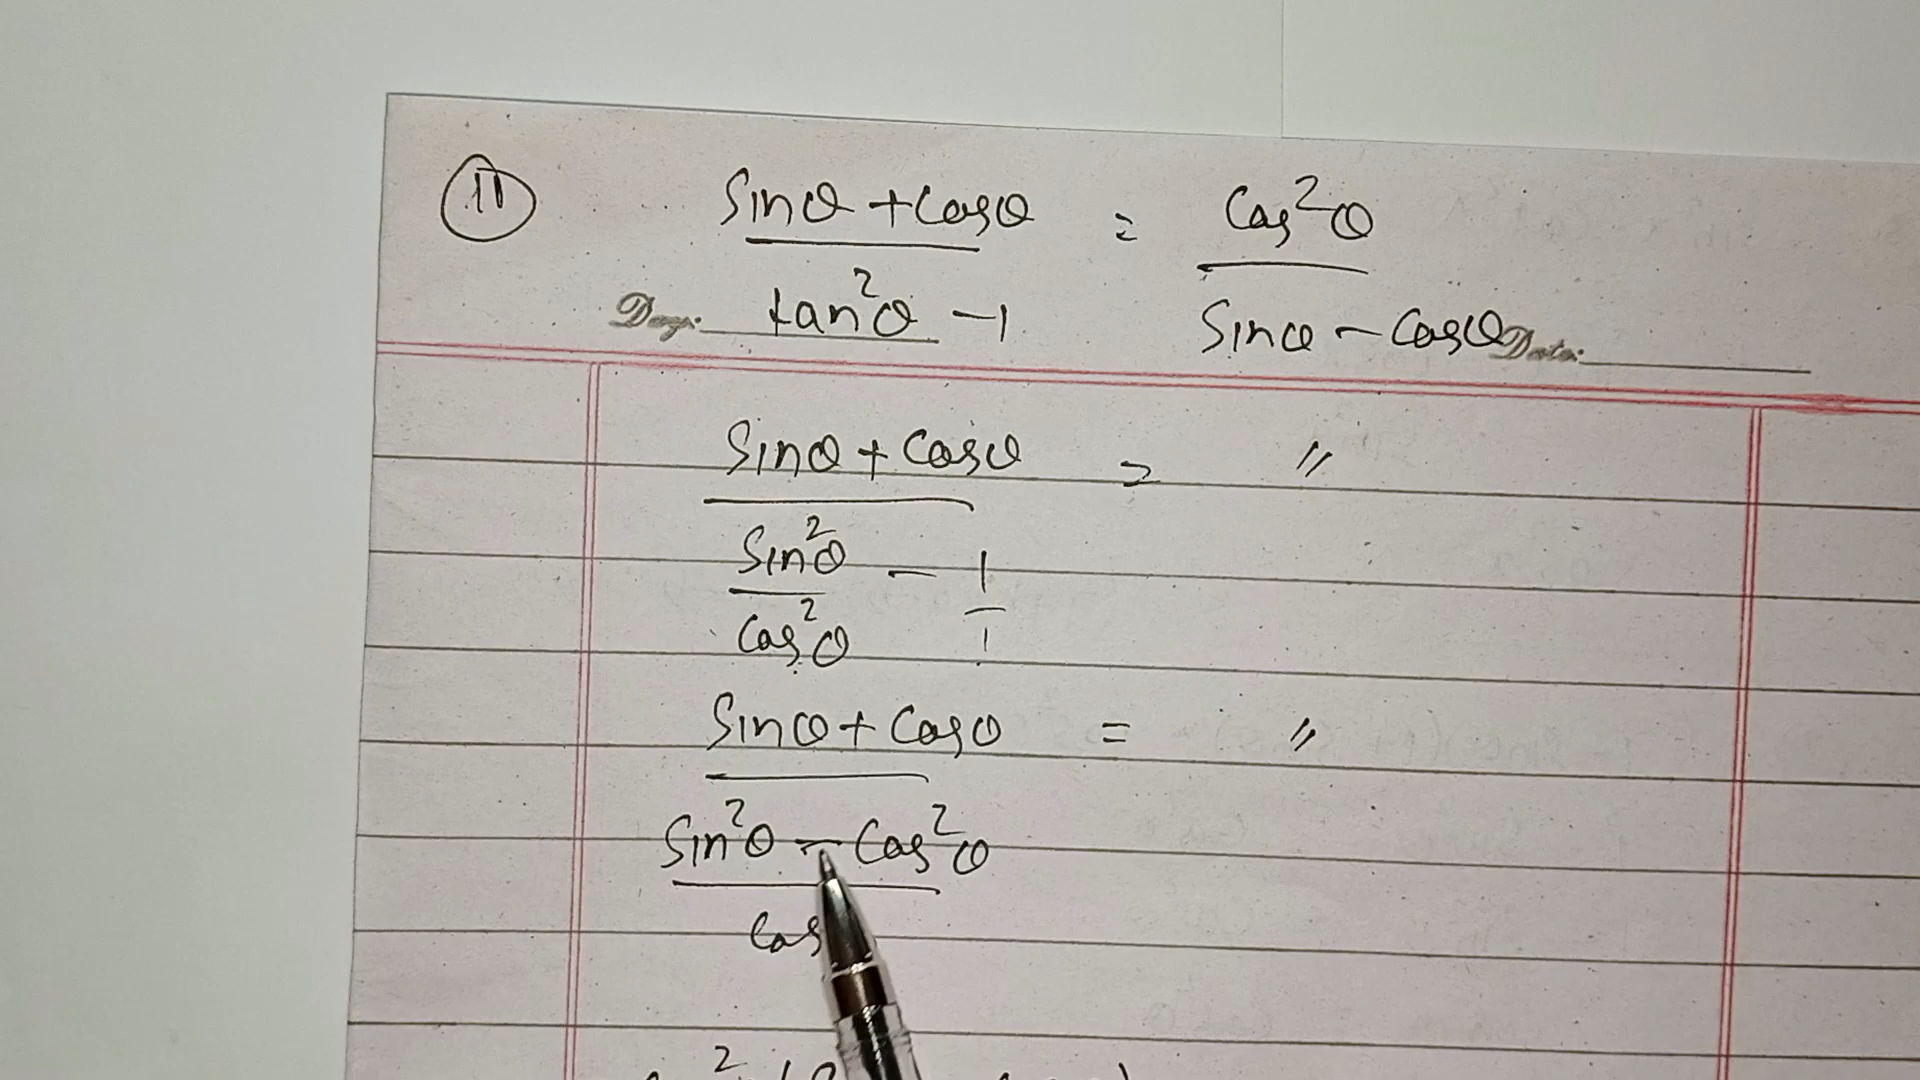 11 Sinθ + Cosθ = Cos²θ
tan²θ - 1 Sinθ - Cosθ
Day: Date:
Sinθ + Cosθ = "
Sin²θ - 1
Cos²θ 1
Sinθ + Cosθ = "
Sin²θ - Cos²θ
Cos